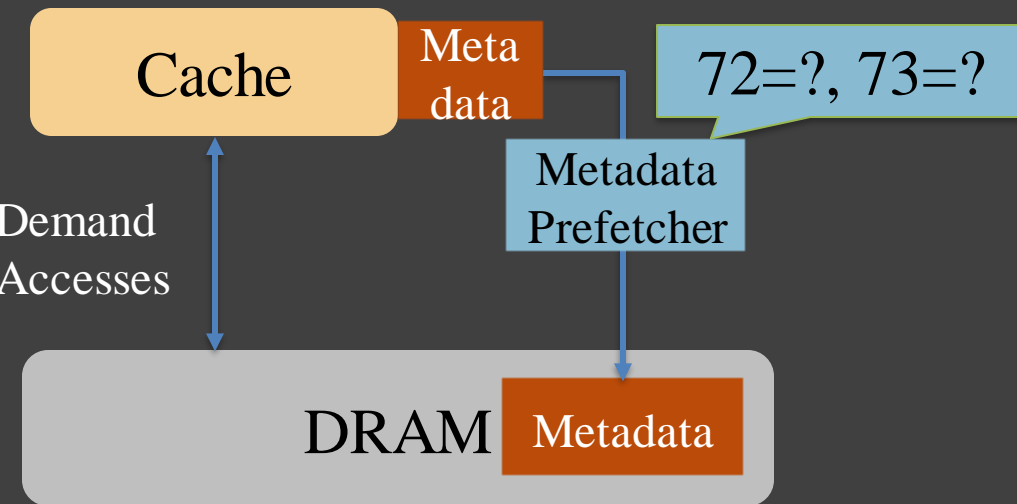 Cache
Meta
data
72=?, 73=?
Metadata
Prefetcher
Demand
Accesses
DRAM
Metadata